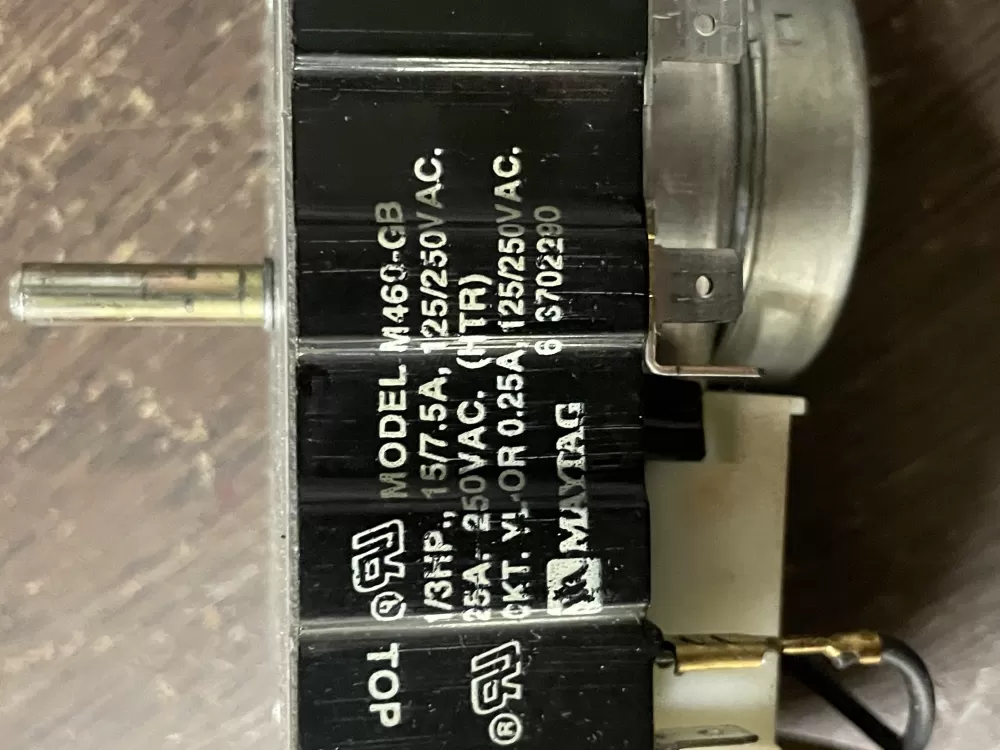 TOP ® MODEL M460-GB
1/3HP., 15/7.5A, 125/250VAC.
25A. 250VAC. (HTR)
® CKT. YL-OR 0.25A, 125/250VAC.
MAYTAG 6 3702290